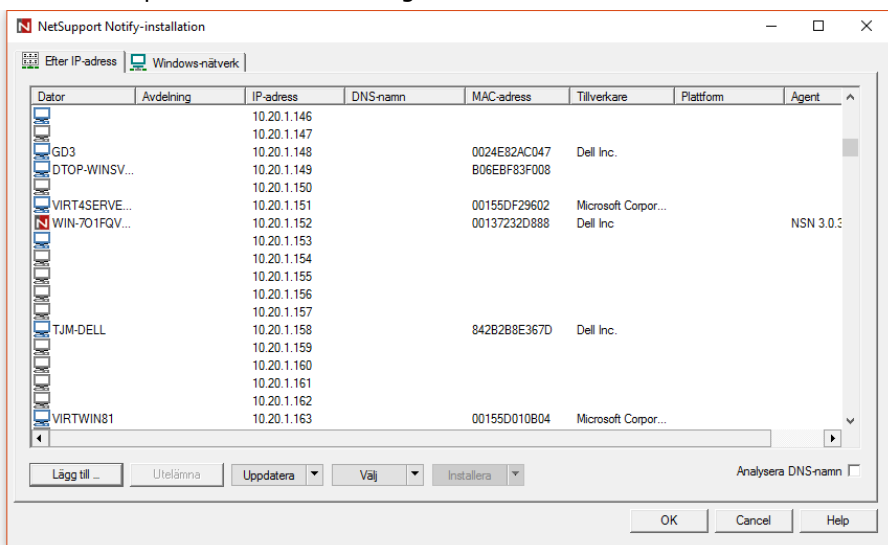 NetSupport Notify-installation
Efter IP-adress Windows-nätverk
Dator Avdelning IP-adress DNS-namn MAC-adress Tillverkare Plattform Agent
10.20.1.146
10.20.1.147
GD3 10.20.1.148 0024E82AC047 Dell Inc.
DTOP-WINSV... 10.20.1.149 B06EBF83F008
10.20.1.150
VIRT4SERVE... 10.20.1.151 00155DF29602 Microsoft Corpor...
WIN-7O1FQV... 10.20.1.152 00137232D888 Dell Inc NSN 3.0.3
10.20.1.153
10.20.1.154
10.20.1.155
10.20.1.156
10.20.1.157
TJM-DELL 10.20.1.158 842B2B8E367D Dell Inc.
10.20.1.159
10.20.1.160
10.20.1.161
10.20.1.162
VIRTWIN81 10.20.1.163 00155D010B04 Microsoft Corpor...
Lägg till ... Utelämna Uppdatera Välj Installera Analysera DNS-namn
OK Cancel Help